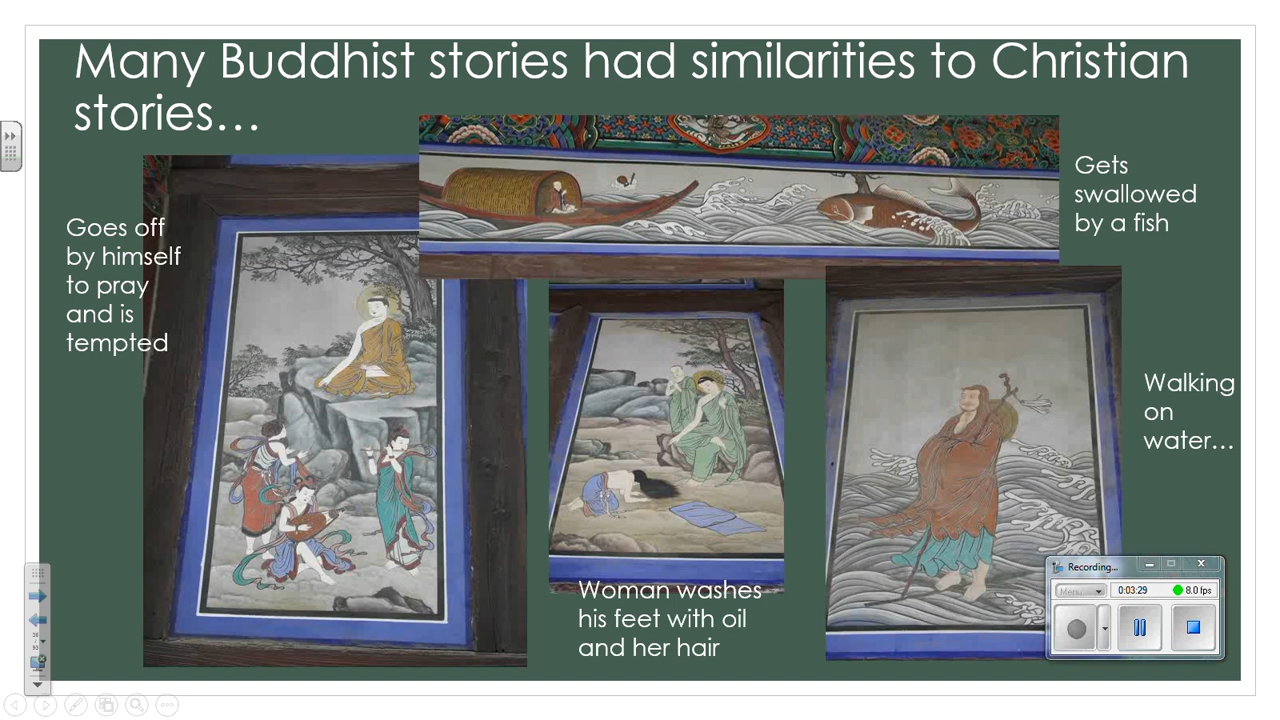 Many Buddhist stories had similarities to Christian
stories…
Gets
swallowed
by a fish
Goes off
by himself
to pray
and is
tempted
Walking
on
water…
Woman washes
his feet with oil
and her hair
Recording...
Menu
0:03:29
8.0 fps